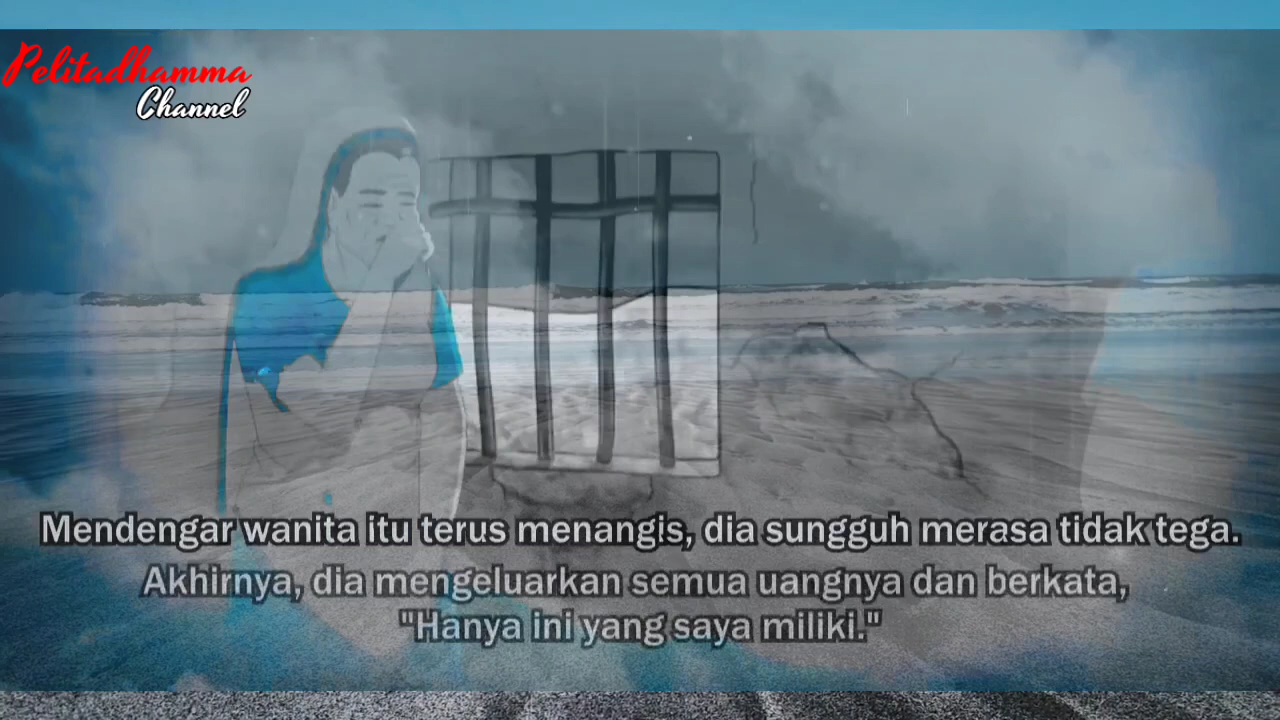 Pelitadhamma
Channel
Mendengar wanita itu terus menangis, dia sungguh merasa tidak tega.
Akhirnya, dia mengeluarkan semua uangnya dan berkata,
"Hanya ini yang saya miliki."